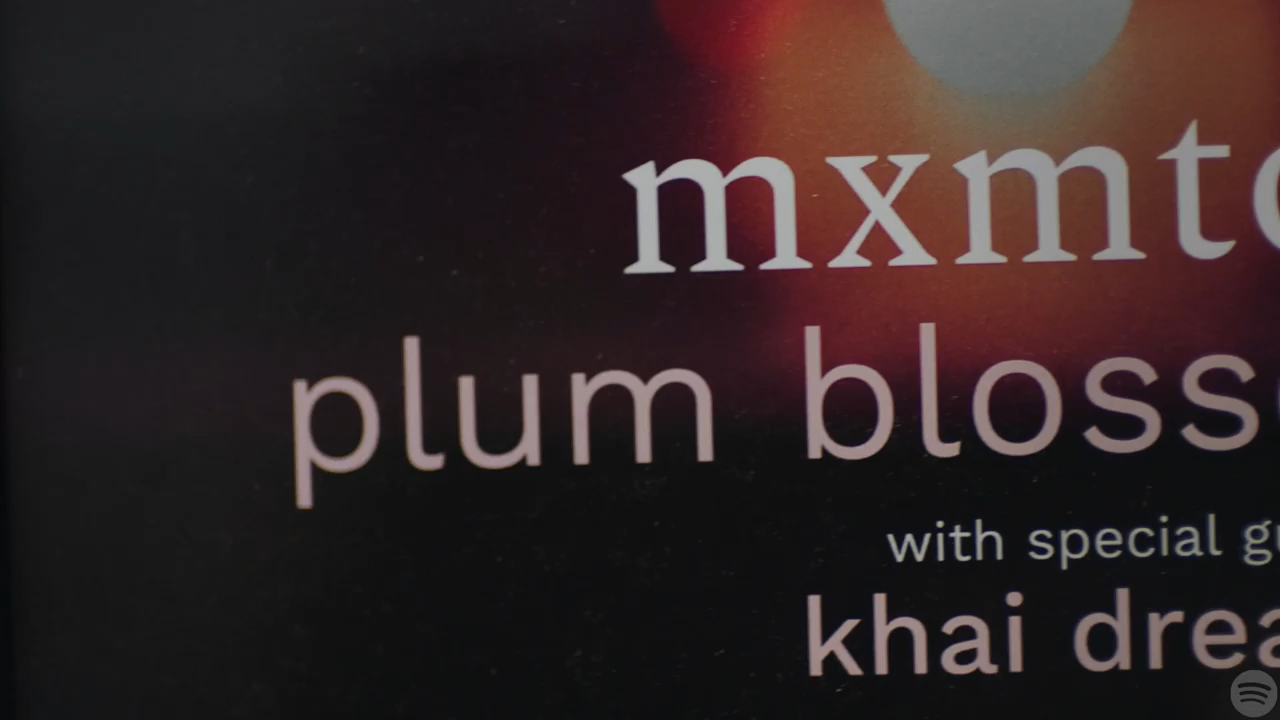 mxmto
plum bloss
with special gu
khai drea